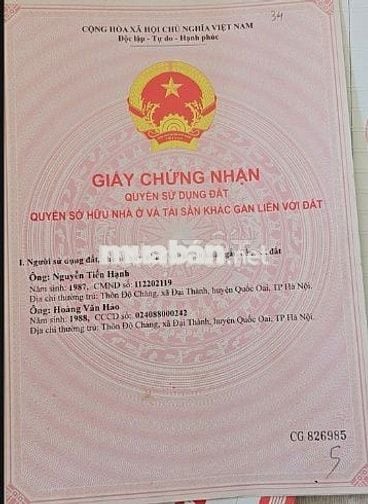 34
CỘNG HÒA XÃ HỘI CHỦ NGHĨA VIỆT NAM
Độc lập - Tự do - Hạnh phúc
GIẤY CHỨNG NHẬN
QUYỀN SỬ DỤNG ĐẤT
QUYỀN SỞ HỮU NHÀ Ở VÀ TÀI SẢN KHÁC GẮN LIỀN VỚI ĐẤT
muaban.net
I. Người sử dụng đất, đất
Ông: Nguyễn Tiến Hạnh
Năm sinh: 1987, CMND số: 112202119
Địa chỉ thường trú: Thôn Độ Chàng, xã Đại Thành, huyện Quốc Oai, TP Hà Nội.
Ông: Hoàng Văn Hào
Năm sinh: 1988, CCCD số: 024088000242
Địa chỉ thường trú: Thôn Độ Chàng, xã Đại Thành, huyện Quốc Oai, TP Hà Nội.
CG 826985
5